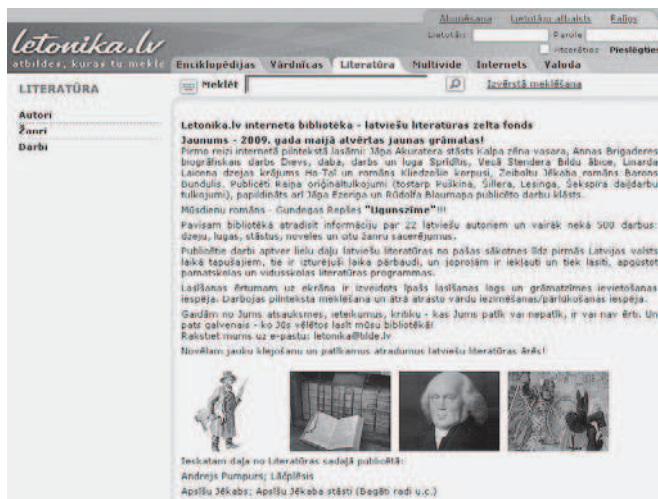 Abonēšana Lietotāju atbalsts Palīgs
letonika.lv
atbildes, kuras tu meklē
Lietotājs Parole
Atcerēties Pieslēgties
Enciklopēdijas Vārdnīcas Literatūra Multivide Internets Valoda
LITERATŪRA
Meklēt Izvērstā meklēšana
Autori
Žanri
Darbi
Letonika.lv interneta bibliotēka - latviešu literatūras zelta fonds
Jaunums - 2009. gada maijā atvērtas jaunas grāmatas!
Pirmo reizi internetā pilntekstā lasāmi: Jāņa Akuratera stāsts Kalpa zēna vasara, Annas Brigaderes
biogrāfiskais darbs Dievs, daba, darbs un luga Sprīdītis, Vecā Stendera Bildu ābice, Linarda
Laicena dzejas krājums Ho-Taī un romāns Kliedzošie korpusi, Zeiboltu Jēkaba romāns Barons
Bundulis. Publicēti Raiņa oriģināltulkojumi (tostarp Puškina, Šillera, Lesinga, Šekspīra daiļdarbu
tulkojumi), papildināts arī Jāņa Ezeriņa un Rūdolfa Blaumaņa publicēto darbu klāsts.
Mūsdienu romāns - Gundegas Repšes "Ugunszīme"!!!
Pavisam bibliotēkā atradīsit informāciju par 22 latviešu autoriem un vairāk nekā 500 darbus:
dzeju, lugas, stāstus, noveles un citu žanru sacerējumus.
Publicētie darbi aptver lielu daļu latviešu literatūras no pašas sākotnes līdz pirmās Latvijas valsts
laikā tapušajiem, tie ir izturējuši laika pārbaudi, un joprojām ir iekļauti un tiek lasīti, apgūstot
pamatskolas un vidusskolas literatūras programmas.
Lasīšanas ērtumam uz ekrāna ir izveidots īpašs lasīšanas logs un grāmatzīmes ievietošanas
iespēja. Darbojas pilnteksta meklēšana un ātrā atrasto vārdu iezīmēšanas/pārlūkošanas iespēja.
Gaidām no Jums atsauksmes, ieteikumus, kritiku - kas Jums patīk vai nepatīk, ir vai nav ērti. Un
pats galvenais - ko Jūs vēlētos lasīt mūsu bibliotēkā!
Rakstiet mums uz e-pastu: letonika@tilde.lv
Novēlam jauku klejošanu un patīkamus atradumus latviešu literatūras ārēs!
Ieskatam daļa no Literatūras sadaļā publicētā:
Andrejs Pumpurs; Lāčplēsis
Apsīšu Jēkabs; Apsīšu Jēkaba stāsti (Bagāti radi u.c.)